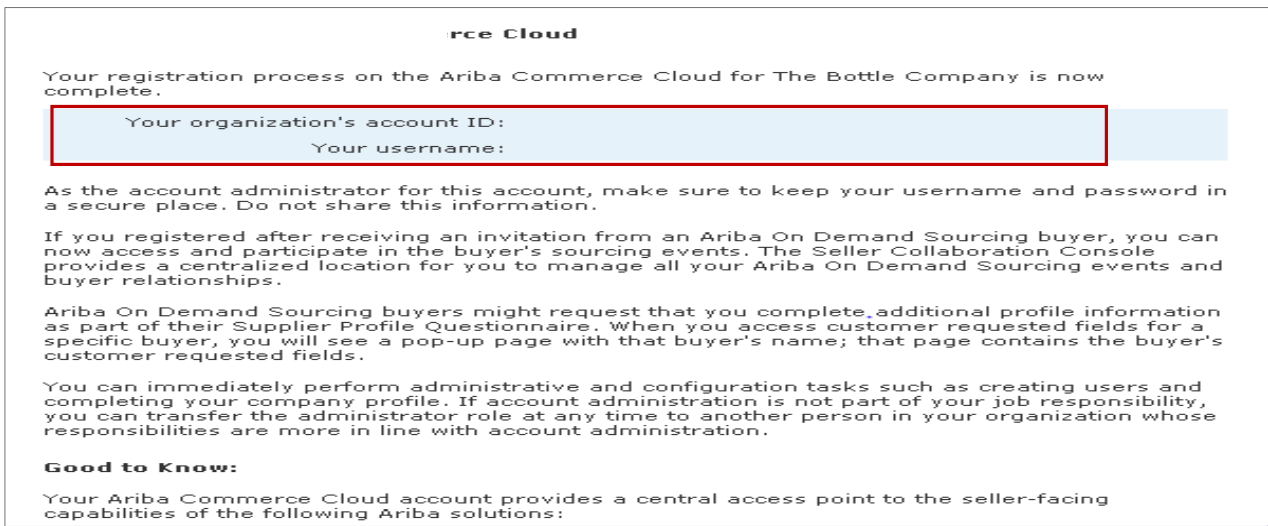 rce Cloud
Your registration process on the Ariba Commerce Cloud for The Bottle Company is now
complete.
Your organization's account ID:
Your username:
As the account administrator for this account, make sure to keep your username and password in
a secure place. Do not share this information.
If you registered after receiving an invitation from an Ariba On Demand Sourcing buyer, you can
now access and participate in the buyer's sourcing events. The Seller Collaboration Console
provides a centralized location for you to manage all your Ariba On Demand Sourcing events and
buyer relationships.
Ariba On Demand Sourcing buyers might request that you complete additional profile information
as part of their Supplier Profile Questionnaire. When you access customer requested fields for a
specific buyer, you will see a pop-up page with that buyer's name; that page contains the buyer's
customer requested fields.
You can immediately perform administrative and configuration tasks such as creating users and
completing your company profile. If account administration is not part of your job responsibility,
you can transfer the administrator role at any time to another person in your organization whose
responsibilities are more in line with account administration.
Good to Know:
Your Ariba Commerce Cloud account provides a central access point to the seller-facing
capabilities of the following Ariba solutions: